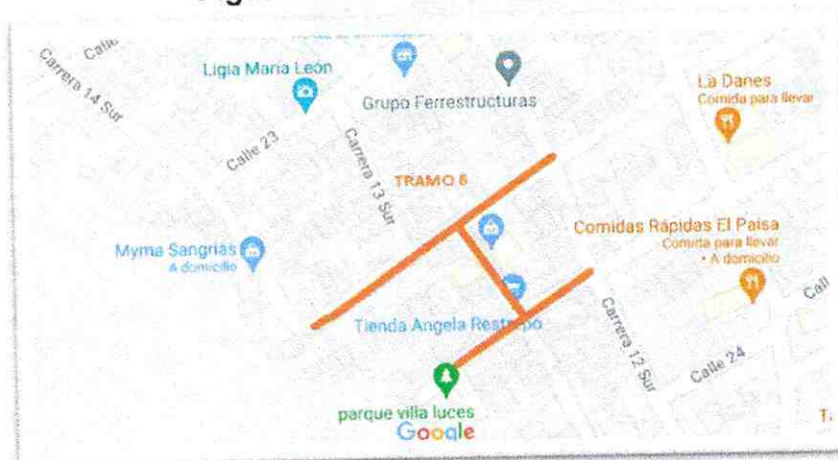 Calle
Carrera 14 Sur
Ligia Maria León
Grupo Ferrestructuras
La Danes
Comida para llevar
Calle 23
Carrera 13 Sur
TRAMO 6
Myma Sangrias
A domicilio
Comidas Rápidas El Paisa
Comida para llevar
• A domicilio
Tienda Angela Restrepo
Carrera 12 Sur
Call
Calle 24
parque villa luces
Google
T.